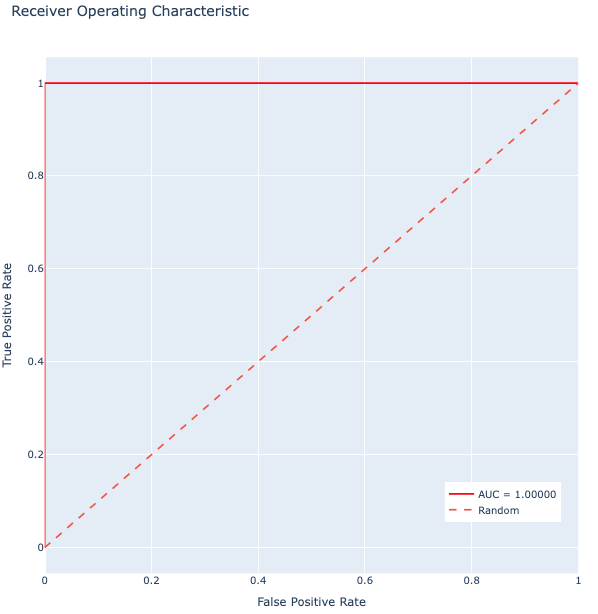 Receiver Operating Characteristic
1
0.8
0.6
0.4
0.2
0
True Positive Rate
AUC = 1.00000
Random
0
0.2
0.4
0.6
0.8
1
False Positive Rate